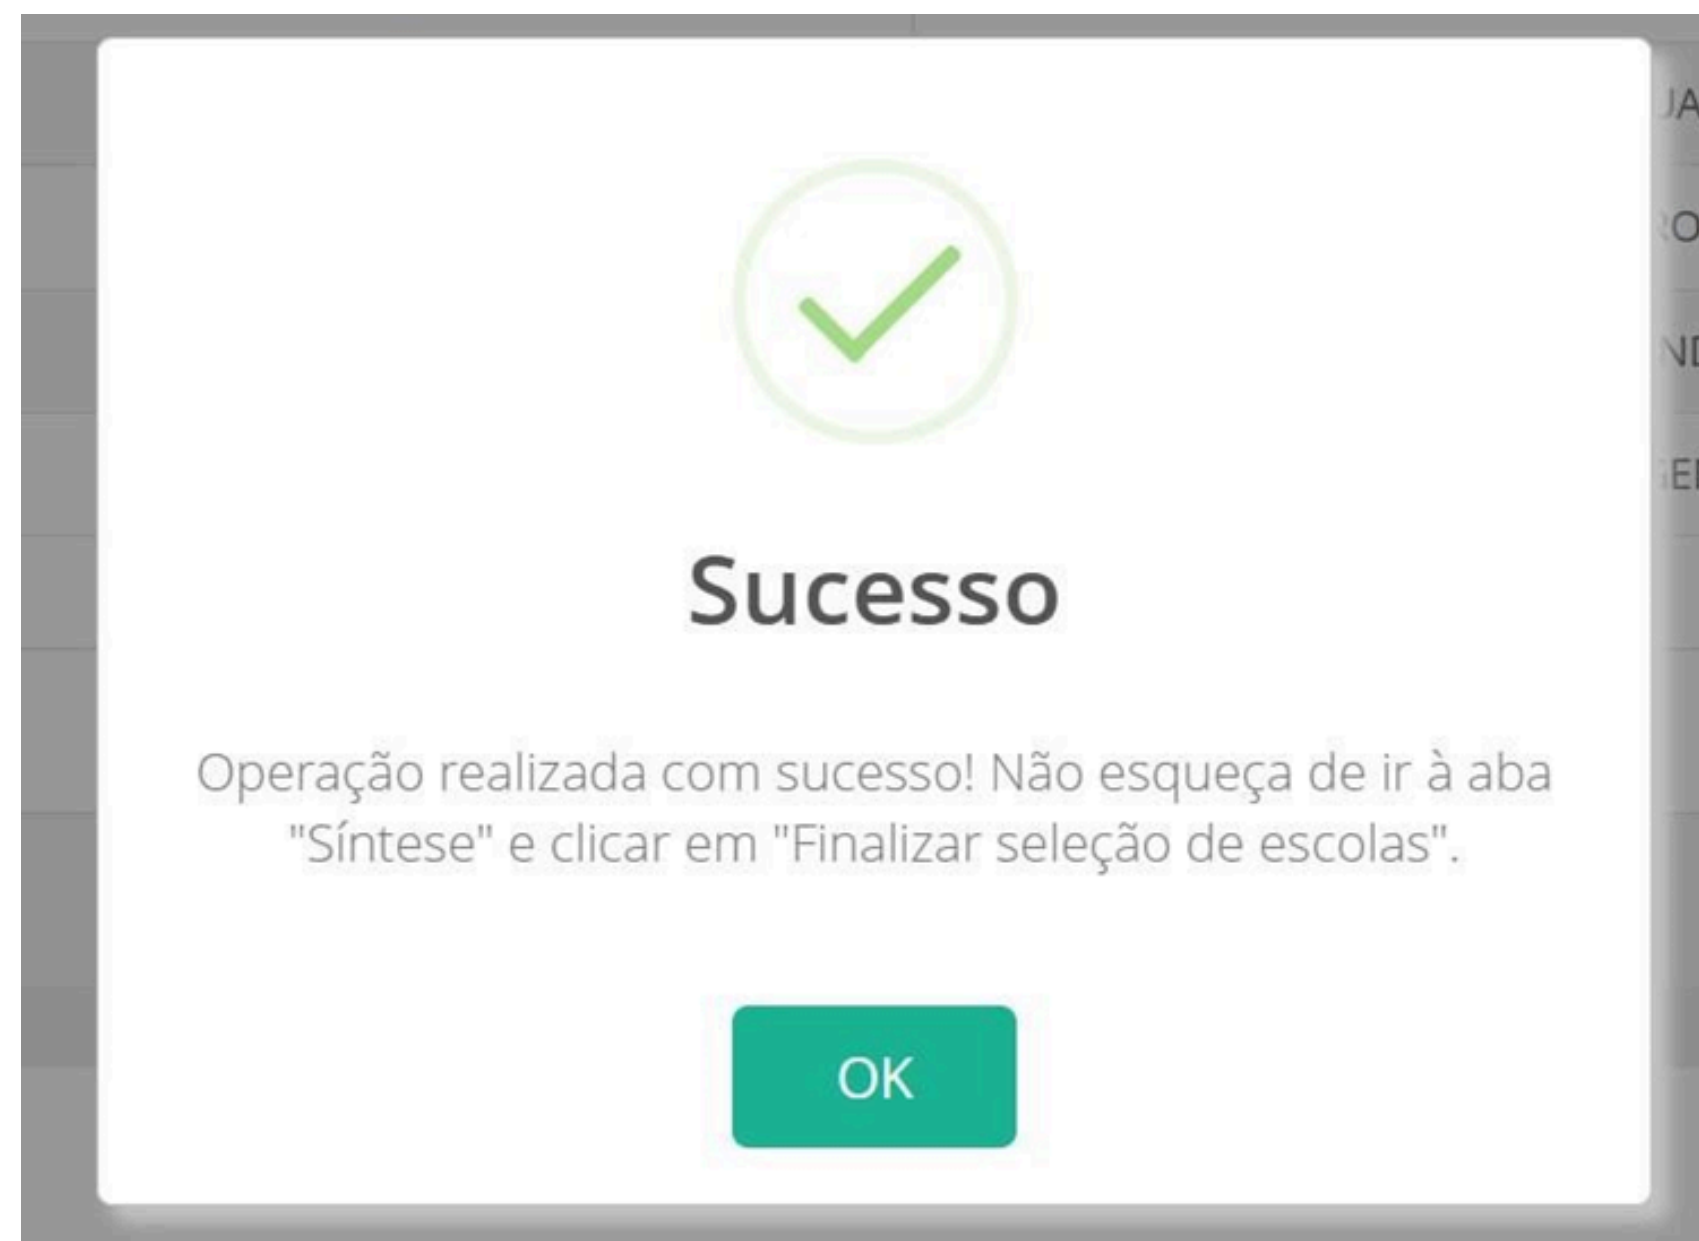 Sucesso
Operação realizada com sucesso! Não esqueça de ir à aba
"Síntese" e clicar em "Finalizar seleção de escolas".
OK